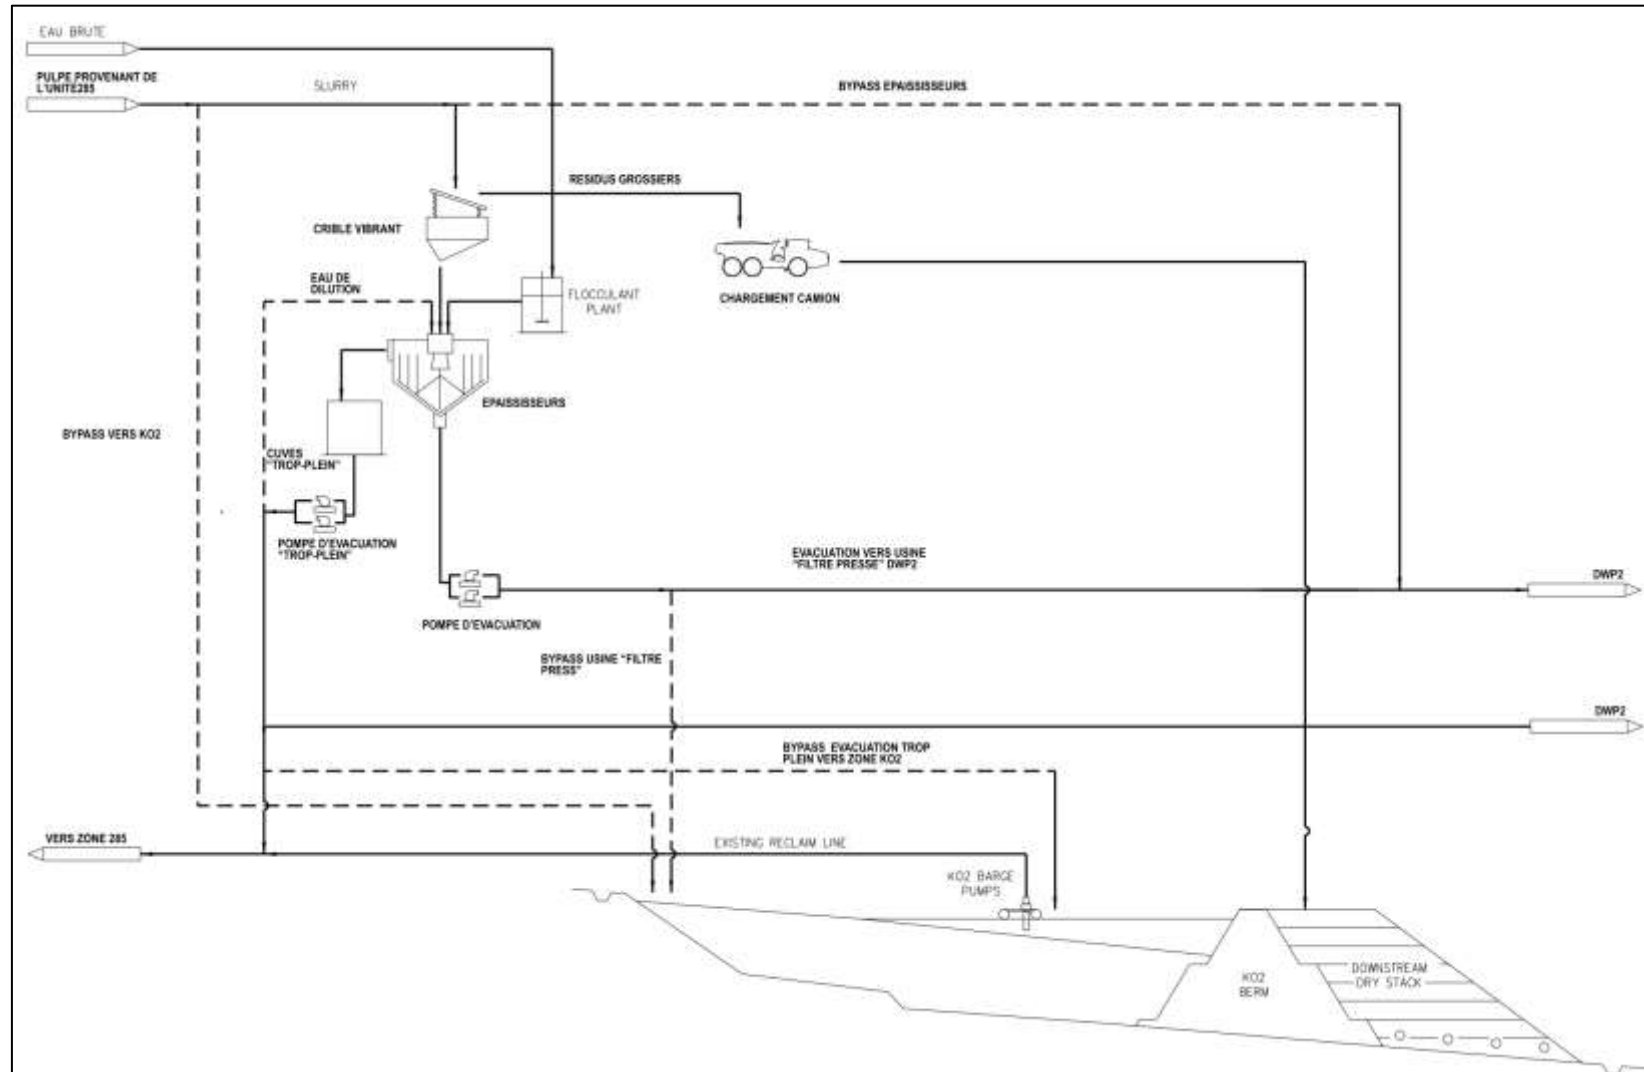 EAU BRUTE
PULPE PROVENANT DE
L'UNITE285
SLURRY
BYPASS EPAISSISSEURS
RESIDUS GROSSIERS
CRIBLE VIBRANT
EAU DE
DILUTION
FLOCCULANT
PLANT
CHARGEMENT CAMION
EPAISSISSEURS
BYPASS VERS KO2
CUVES
"TROP-PLEIN"
POMPE D'EVACUATION
"TROP-PLEIN"
EVACUATION VERS USINE
"FILTRE PRESSE" DWP2
DWP2
POMPE D'EVACUATION
BYPASS USINE "FILTRE
PRESS"
DWP2
BYPASS EVACUATION TROP
PLEIN VERS ZONE KO2
VERS ZONE 285
EXISTING RECLAIM LINE
KO2 BARGE
PUMPS
KO2
BERM
DOWNSTREAM
DRY STACK